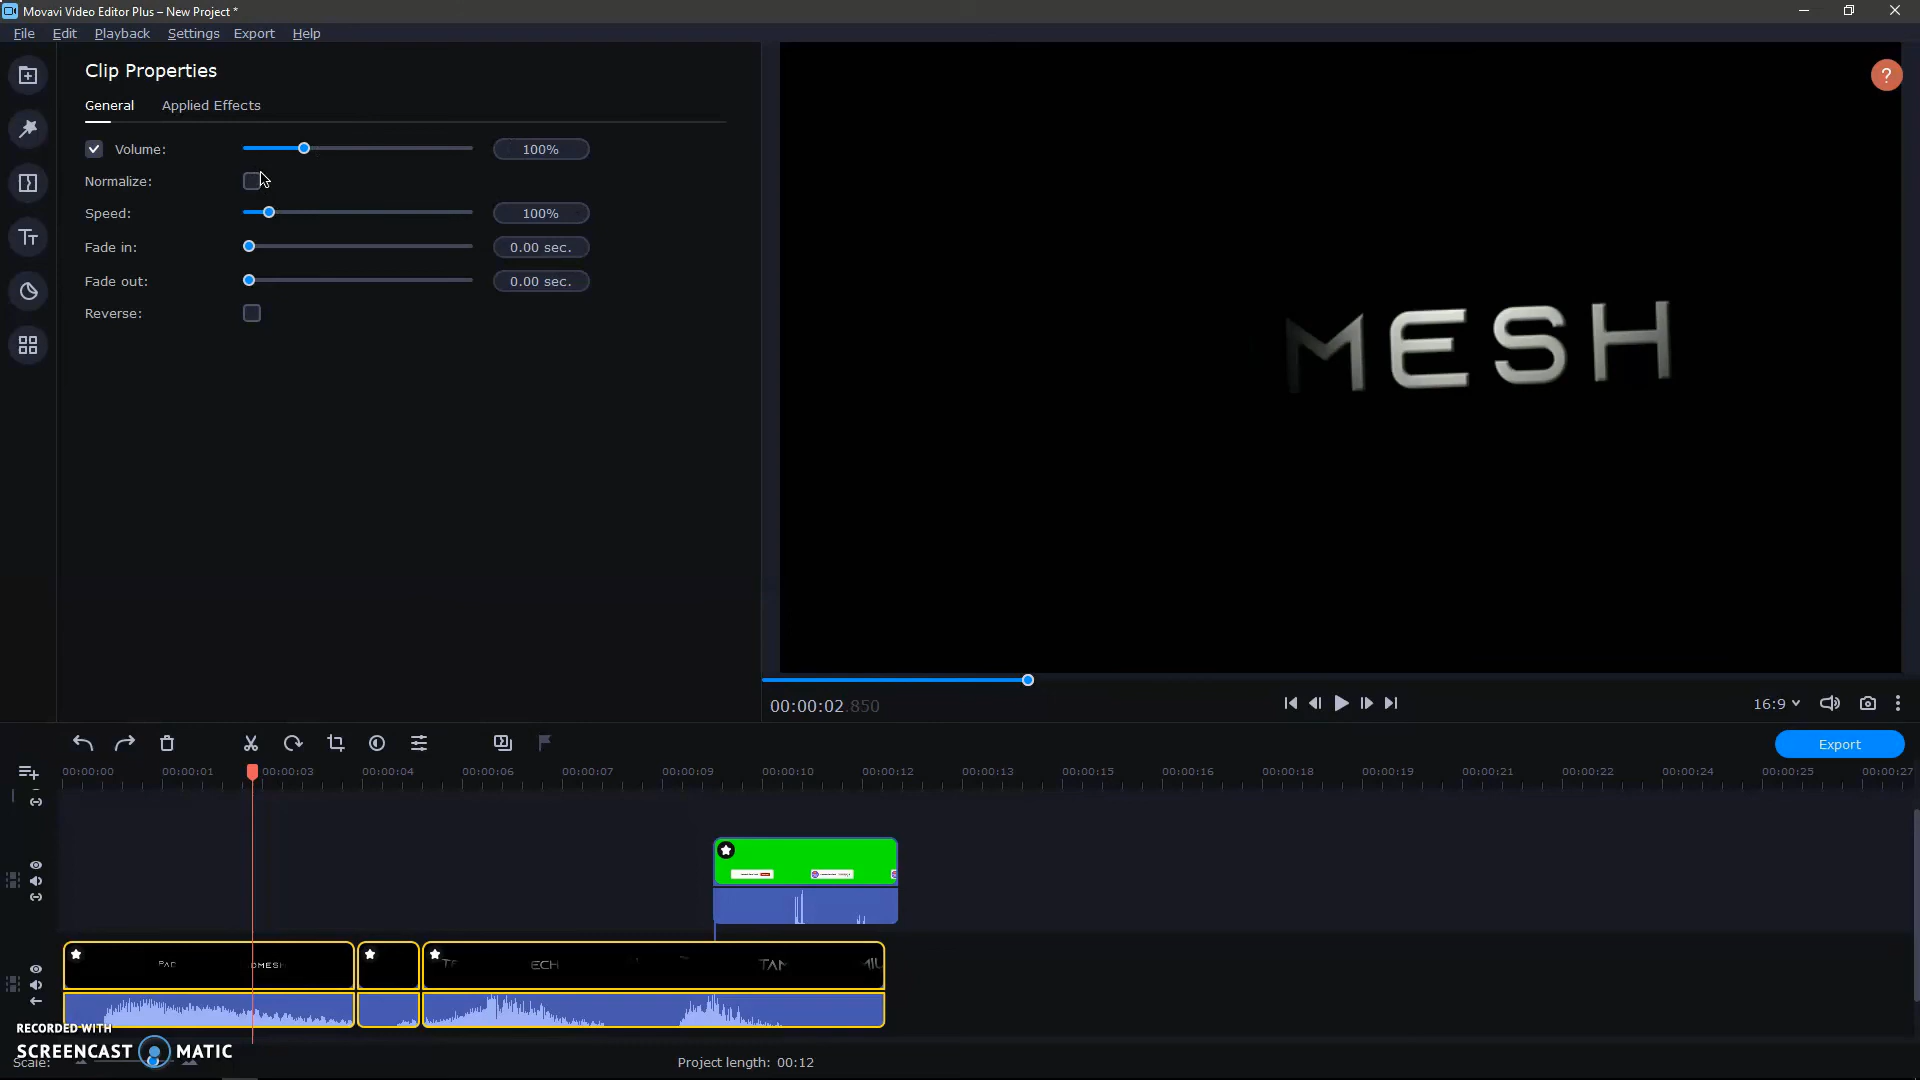 Movavi Video Editor Plus – New Project *
File Edit Playback Settings Export Help
Clip Properties
General Applied Effects
Volume: 100%
Normalize:
Speed: 100%
Fade in: 0.00 sec.
Fade out: 0.00 sec.
Reverse:
MESH
?
00:00:02.850
16:9
Export
00:00:00 00:00:01 00:00:03 00:00:04 00:00:06 00:00:07 00:00:09 00:00:10 00:00:12 00:00:13 00:00:15 00:00:16 00:00:18 00:00:19 00:00:21 00:00:22 00:00:24 00:00:25 00:00:27
ECH
RECORDED WITH
SCREENCAST MATIC
Scale:
Project length: 00:12